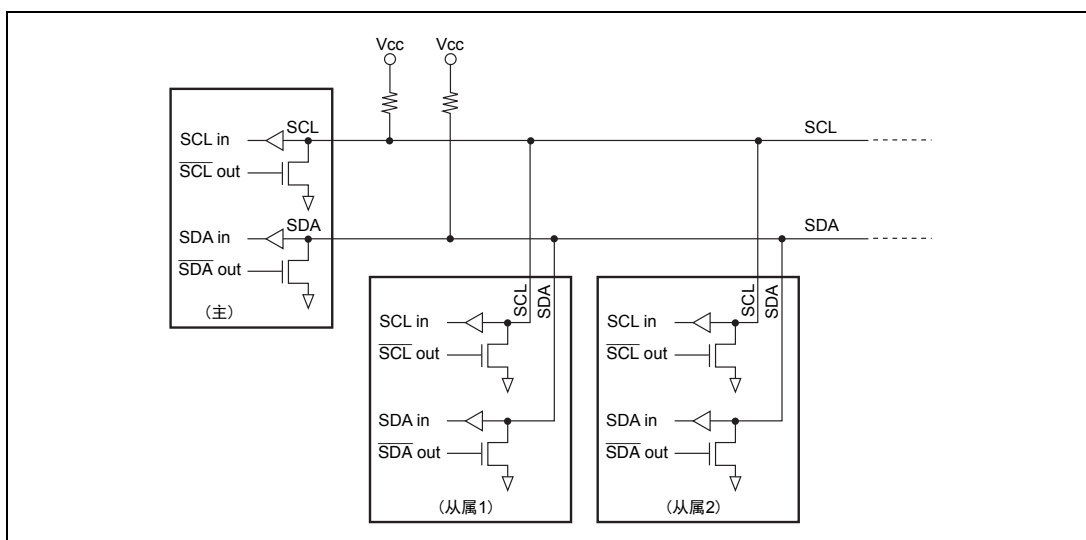 Vcc Vcc
SCL in
SCL
SCL out
SCL
SDA in
SDA
SDA out
SDA
(主)
SCL
SDA
SCL in
SCL out
SDA in
SDA out
(从属1)
SCL
SDA
SCL in
SCL out
SDA in
SDA out
(从属2)